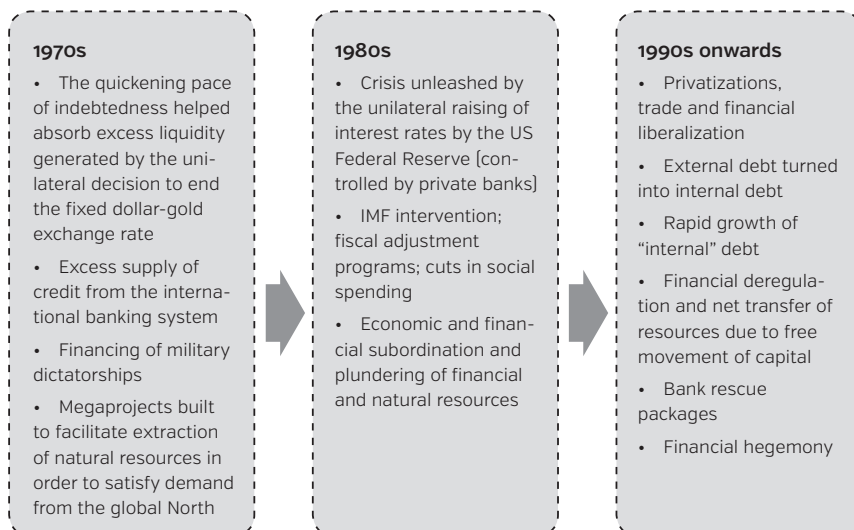 1970s
• The quickening pace
of indebtedness helped
absorb excess liquidity
generated by the uni-
lateral decision to end
the fixed dollar-gold
exchange rate
• Excess supply of
credit from the interna-
tional banking system
• Financing of military
dictatorships
• Megaprojects built
to facilitate extraction
of natural resources in
order to satisfy demand
from the global North
1980s
• Crisis unleashed by
the unilateral raising of
interest rates by the US
Federal Reserve (con-
trolled by private banks)
• IMF intervention;
fiscal adjustment
programs; cuts in social
spending
• Economic and finan-
cial subordination and
plundering of financial
and natural resources
1990s onwards
• Privatizations,
trade and financial
liberalization
• External debt turned
into internal debt
• Rapid growth of
“internal” debt
• Financial deregula-
tion and net transfer of
resources due to free
movement of capital
• Bank rescue
packages
• Financial hegemony